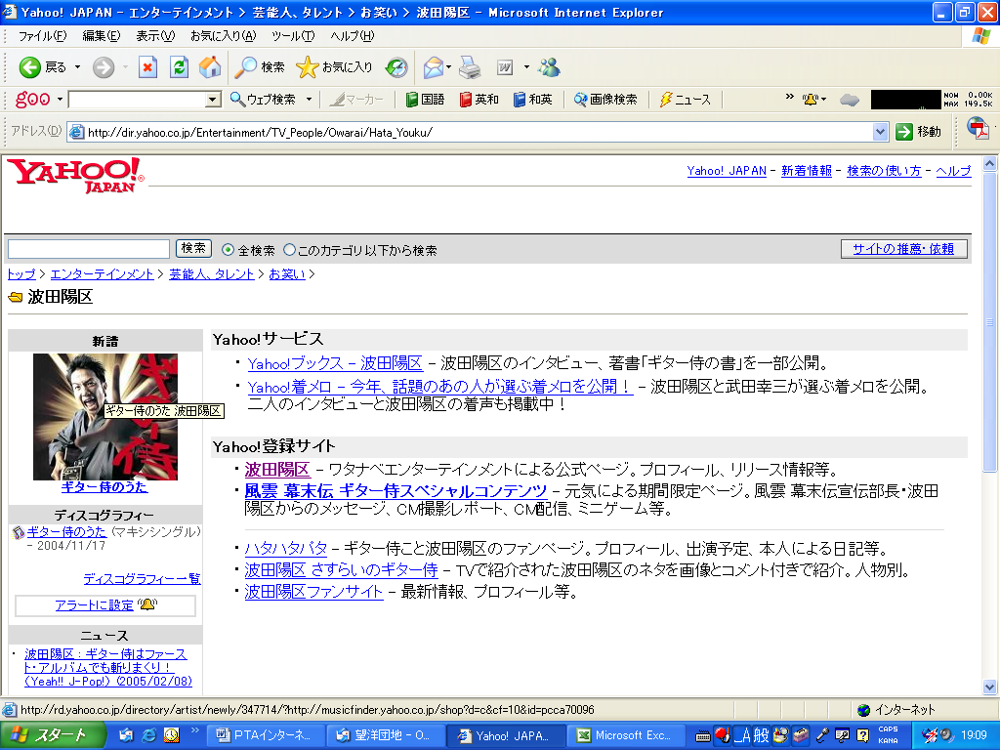 Yahoo! JAPAN - エンターテインメント > 芸能人、タレント > お笑い > 波田陽区 - Microsoft Internet Explorer
ファイル(F) 編集(E) 表示(V) お気に入り(A) ツール(T) ヘルプ(H)
戻る 検索 お気に入り
goo ウェブ検索 マーカー 国語 英和 和英 画像検索 ニュース NOW 0.00K
MAX 149.5K
アドレス(D) http://dir.yahoo.co.jp/Entertainment/TV_People/Owarai/Hata_Youku/ 移動
YAHOO! JAPAN
Yahoo! JAPAN - 新着情報 - 検索の使い方 - ヘルプ
検索 全検索 このカテゴリ以下から検索 サイトの推薦・依頼
トップ > エンターテインメント > 芸能人、タレント > お笑い >
波田陽区
新譜
ギター侍のうた 波田陽区
ギター侍のうた
ディスコグラフィー
ギター侍のうた (マキシシングル)
- 2004/11/17
ディスコグラフィー一覧
アラートに設定
ニュース
・ 波田陽区：ギター侍はファース
ト・アルバムでも斬りまくり！
(Yeah!! J-Pop!) (2005/02/08)
Yahoo!サービス
・Yahoo!ブックス - 波田陽区 - 波田陽区のインタビュー、著書「ギター侍の書」を一部公開。
・Yahoo!着メロ - 今年、話題のあの人が選ぶ着メロを公開！ - 波田陽区と武田幸三が選ぶ着メロを公開。
二人のインタビューと波田陽区の着声も掲載中！
Yahoo!登録サイト
・波田陽区 - ワタナベエンターテインメントによる公式ページ。プロフィール、リリース情報等。
・風雲 幕末伝 ギター侍スペシャルコンテンツ - 元気による期間限定ページ。風雲 幕末伝宣伝部長・波田
陽区からのメッセージ、CM撮影レポート、CM配信、ミニゲーム等。
・ハタハタバタ - ギター侍こと波田陽区のファンページ。プロフィール、出演予定、本人による日記等。
・波田陽区 さすらいのギター侍 - TVで紹介された波田陽区のネタを画像とコメント付きで紹介。人物別。
・波田陽区ファンサイト - 最新情報、プロフィール等。
http://rd.yahoo.co.jp/directory/artist/newly/347714/?http://musicfinder.yahoo.co.jp/shop?d=c&cf=10&id=pcca70096 インターネット
スタート PTAインターネ... 望洋団地 - O... Yahoo! JAPA... Microsoft Exc... A 般 CAPS
KANA 19:09